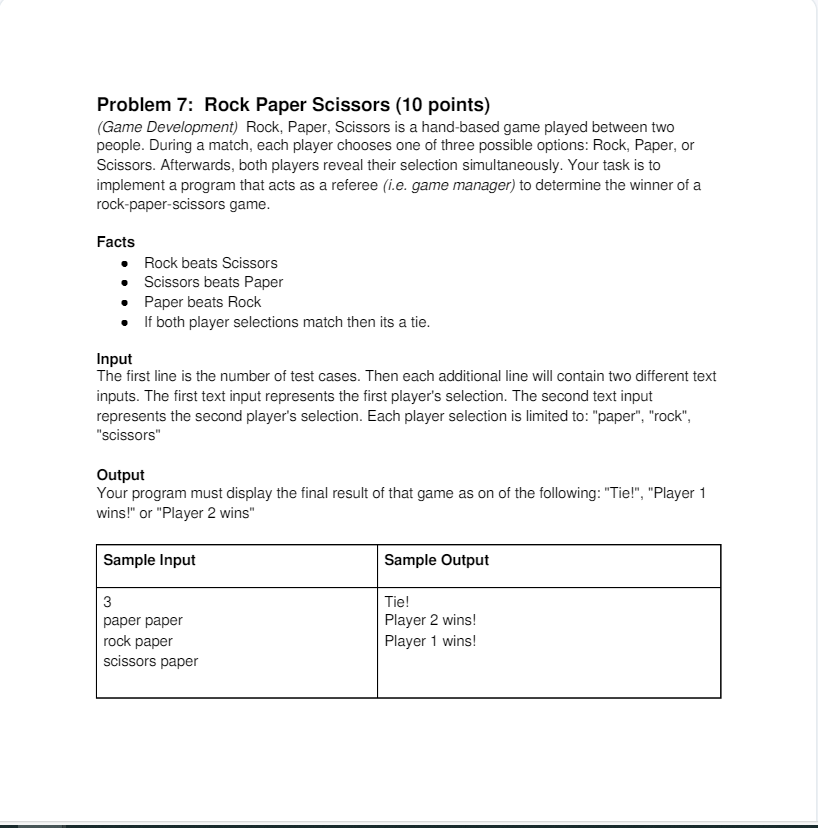 Problem 7: Rock Paper Scissors (10 points)
(Game Development) Rock, Paper, Scissors is a hand-based game played between two
people. During a match, each player chooses one of three possible options: Rock, Paper, or
Scissors. Afterwards, both players reveal their selection simultaneously. Your task is to
implement a program that acts as a referee (i.e. game manager) to determine the winner of a
rock-paper-scissors game.
Facts
● Rock beats Scissors
● Scissors beats Paper
● Paper beats Rock
● If both player selections match then its a tie.
Input
The first line is the number of test cases. Then each additional line will contain two different text
inputs. The first text input represents the first player's selection. The second text input
represents the second player's selection. Each player selection is limited to: "paper", "rock",
"scissors"
Output
Your program must display the final result of that game as on of the following: "Tie!", "Player 1
wins!" or "Player 2 wins"
Sample Input
3
paper paper
rock paper
scissors paper
Sample Output
Tie!
Player 2 wins!
Player 1 wins!